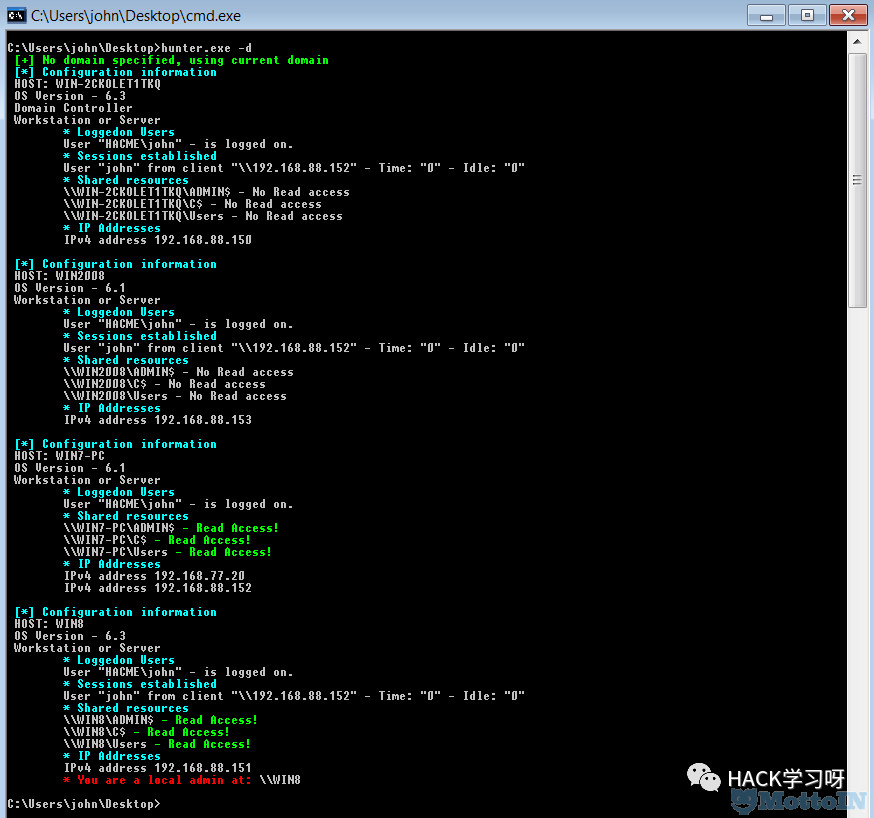 C:\Users\john\Desktop\cmd.exe
C:\Users\john\Desktop>hunter.exe -d
[+] No domain specified, using current domain
[*] Configuration information
HOST: WIN-2CKOLET1TKQ
OS Version - 6.3
Domain Controller
Workstation or Server
* Loggedon Users
User "HACME\john" - is logged on.
* Sessions established
User "john" from client "\\192.168.88.152" - Time: "0" - Idle: "0"
* Shared resources
\\WIN-2CKOLET1TKQ\ADMIN$ - No Read access
\\WIN-2CKOLET1TKQ\C$ - No Read access
\\WIN-2CKOLET1TKQ\Users - No Read access
* IP Addresses
IPv4 address 192.168.88.150
[*] Configuration information
HOST: WIN2008
OS Version - 6.1
Workstation or Server
* Loggedon Users
User "HACME\john" - is logged on.
* Sessions established
User "john" from client "\\192.168.88.152" - Time: "0" - Idle: "0"
* Shared resources
\\WIN2008\ADMIN$ - No Read access
\\WIN2008\C$ - No Read access
\\WIN2008\Users - No Read access
* IP Addresses
IPv4 address 192.168.88.153
[*] Configuration information
HOST: WIN7-PC
OS Version - 6.1
Workstation or Server
* Loggedon Users
User "HACME\john" - is logged on.
* Shared resources
\\WIN7-PC\ADMIN$ - Read Access!
\\WIN7-PC\C$ - Read Access!
\\WIN7-PC\Users - Read Access!
* IP Addresses
IPv4 address 192.168.77.20
IPv4 address 192.168.88.152
[*] Configuration information
HOST: WIN8
OS Version - 6.3
Workstation or Server
* Loggedon Users
User "HACME\john" - is logged on.
* Sessions established
User "john" from client "\\192.168.88.152" - Time: "0" - Idle: "0"
* Shared resources
\\WIN8\ADMIN$ - Read Access!
\\WIN8\C$ - Read Access!
\\WIN8\Users - Read Access!
* IP Addresses
IPv4 address 192.168.88.151
* You are a local admin at: \\WIN8
C:\Users\john\Desktop>
HACK学习呀
MottoIN